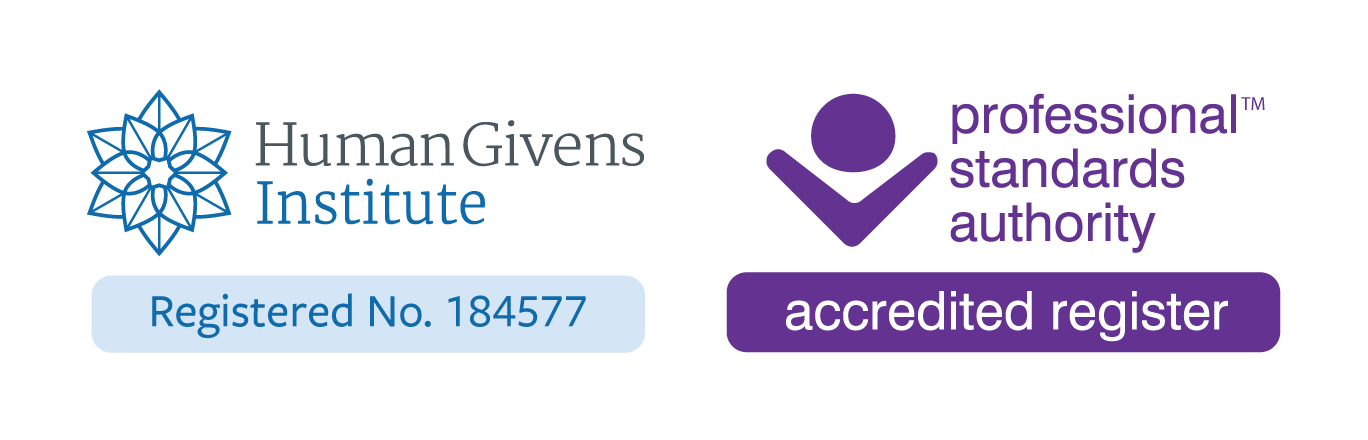 Human Givens
Institute
Registered No. 184577
professional™
standards
authority
accredited register